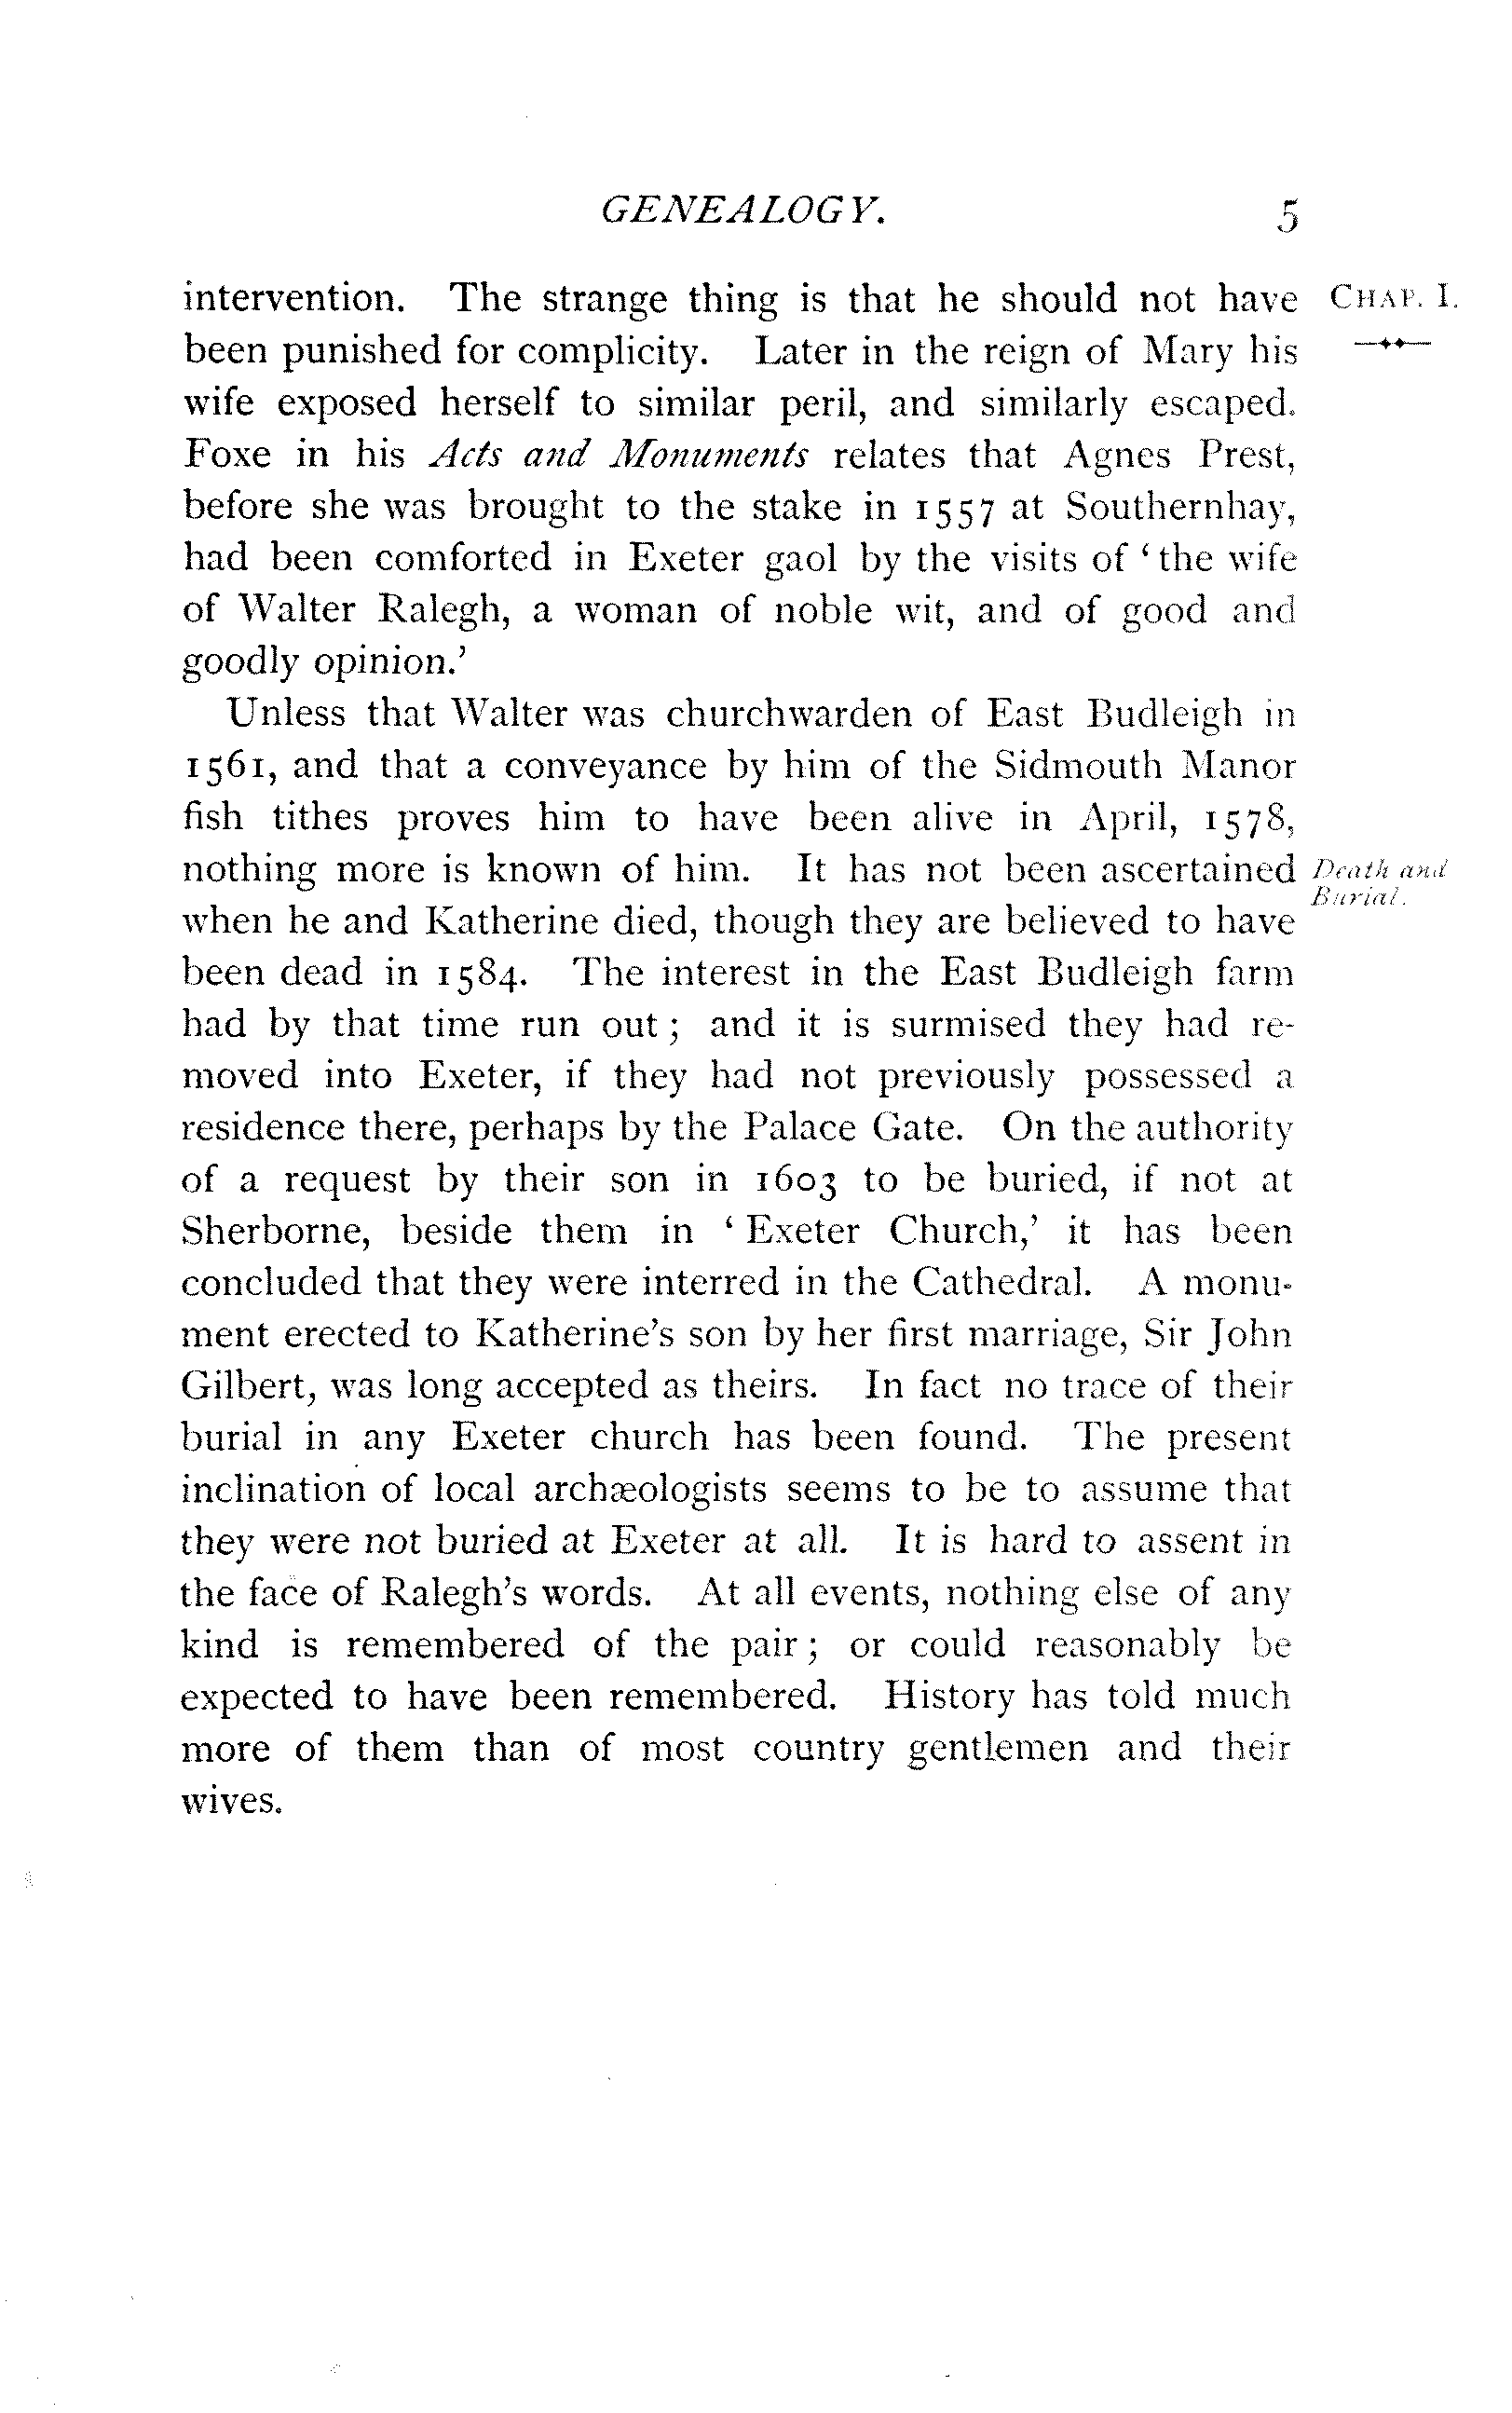 GENEALOGY. 5
intervention. The strange thing is that he should not have CHAP. I.
been punished for complicity. Later in the reign of Mary his
wife exposed herself to similar peril, and similarly escaped.
Foxe in his Acts and Monuments relates that Agnes Prest,
before she was brought to the stake in 1557 at Southernhay,
had been comforted in Exeter gaol by the visits of ‘the wife
of Walter Ralegh, a woman of noble wit, and of good and
goodly opinion.’
Unless that Walter was churchwarden of East Budleigh in
1561, and that a conveyance by him of the Sidmouth Manor
fish tithes proves him to have been alive in April, 1578,
nothing more is known of him. It has not been ascertained Death and
Burial.
when he and Katherine died, though they are believed to have
been dead in 1584. The interest in the East Budleigh farm
had by that time run out; and it is surmised they had re-
moved into Exeter, if they had not previously possessed a
residence there, perhaps by the Palace Gate. On the authority
of a request by their son in 1603 to be buried, if not at
Sherborne, beside them in ‘Exeter Church,’ it has been
concluded that they were interred in the Cathedral. A monu-
ment erected to Katherine's son by her first marriage, Sir John
Gilbert, was long accepted as theirs. In fact no trace of their
burial in any Exeter church has been found. The present
inclination of local archæologists seems to be to assume that
they were not buried at Exeter at all. It is hard to assent in
the face of Ralegh's words. At all events, nothing else of any
kind is remembered of the pair; or could reasonably be
expected to have been remembered. History has told much
more of them than of most country gentlemen and their
wives.